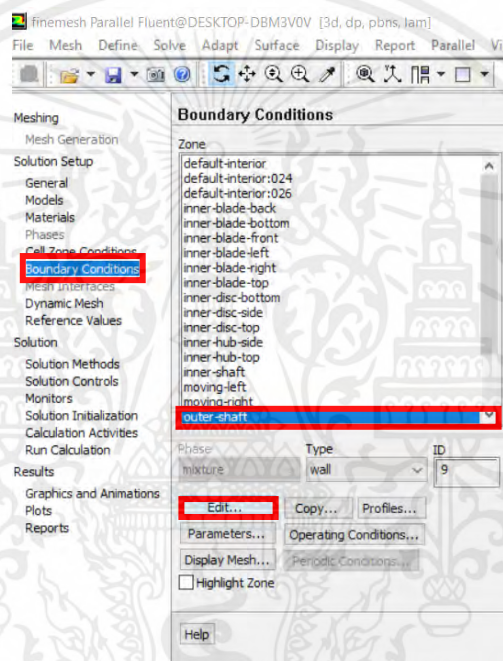 finemesh Parallel Fluent@DESKTOP-DBM3V0V [3d, dp, pbns, lam]
File Mesh Define Solve Adapt Surface Display Report Parallel Vi
Meshing
Mesh Generation
Solution Setup
General
Models
Materials
Phases
Cell Zone Conditions
Boundary Conditions
Mesh Interfaces
Dynamic Mesh
Reference Values
Solution
Solution Methods
Solution Controls
Monitors
Solution Initialization
Calculation Activities
Run Calculation
Results
Graphics and Animations
Plots
Reports
Boundary Conditions
Zone
default-interior
default-interior:024
default-interior:026
inner-blade-back
inner-blade-bottom
inner-blade-front
inner-blade-left
inner-blade-right
inner-blade-top
inner-disc-bottom
inner-disc-side
inner-disc-top
inner-hub-side
inner-hub-top
inner-shaft
moving-left
moving-right
outer-shaft
Phase Type ID
mixture wall 9
Edit... Copy... Profiles...
Parameters... Operating Conditions...
Display Mesh... Periodic Conditions...
Highlight Zone
Help